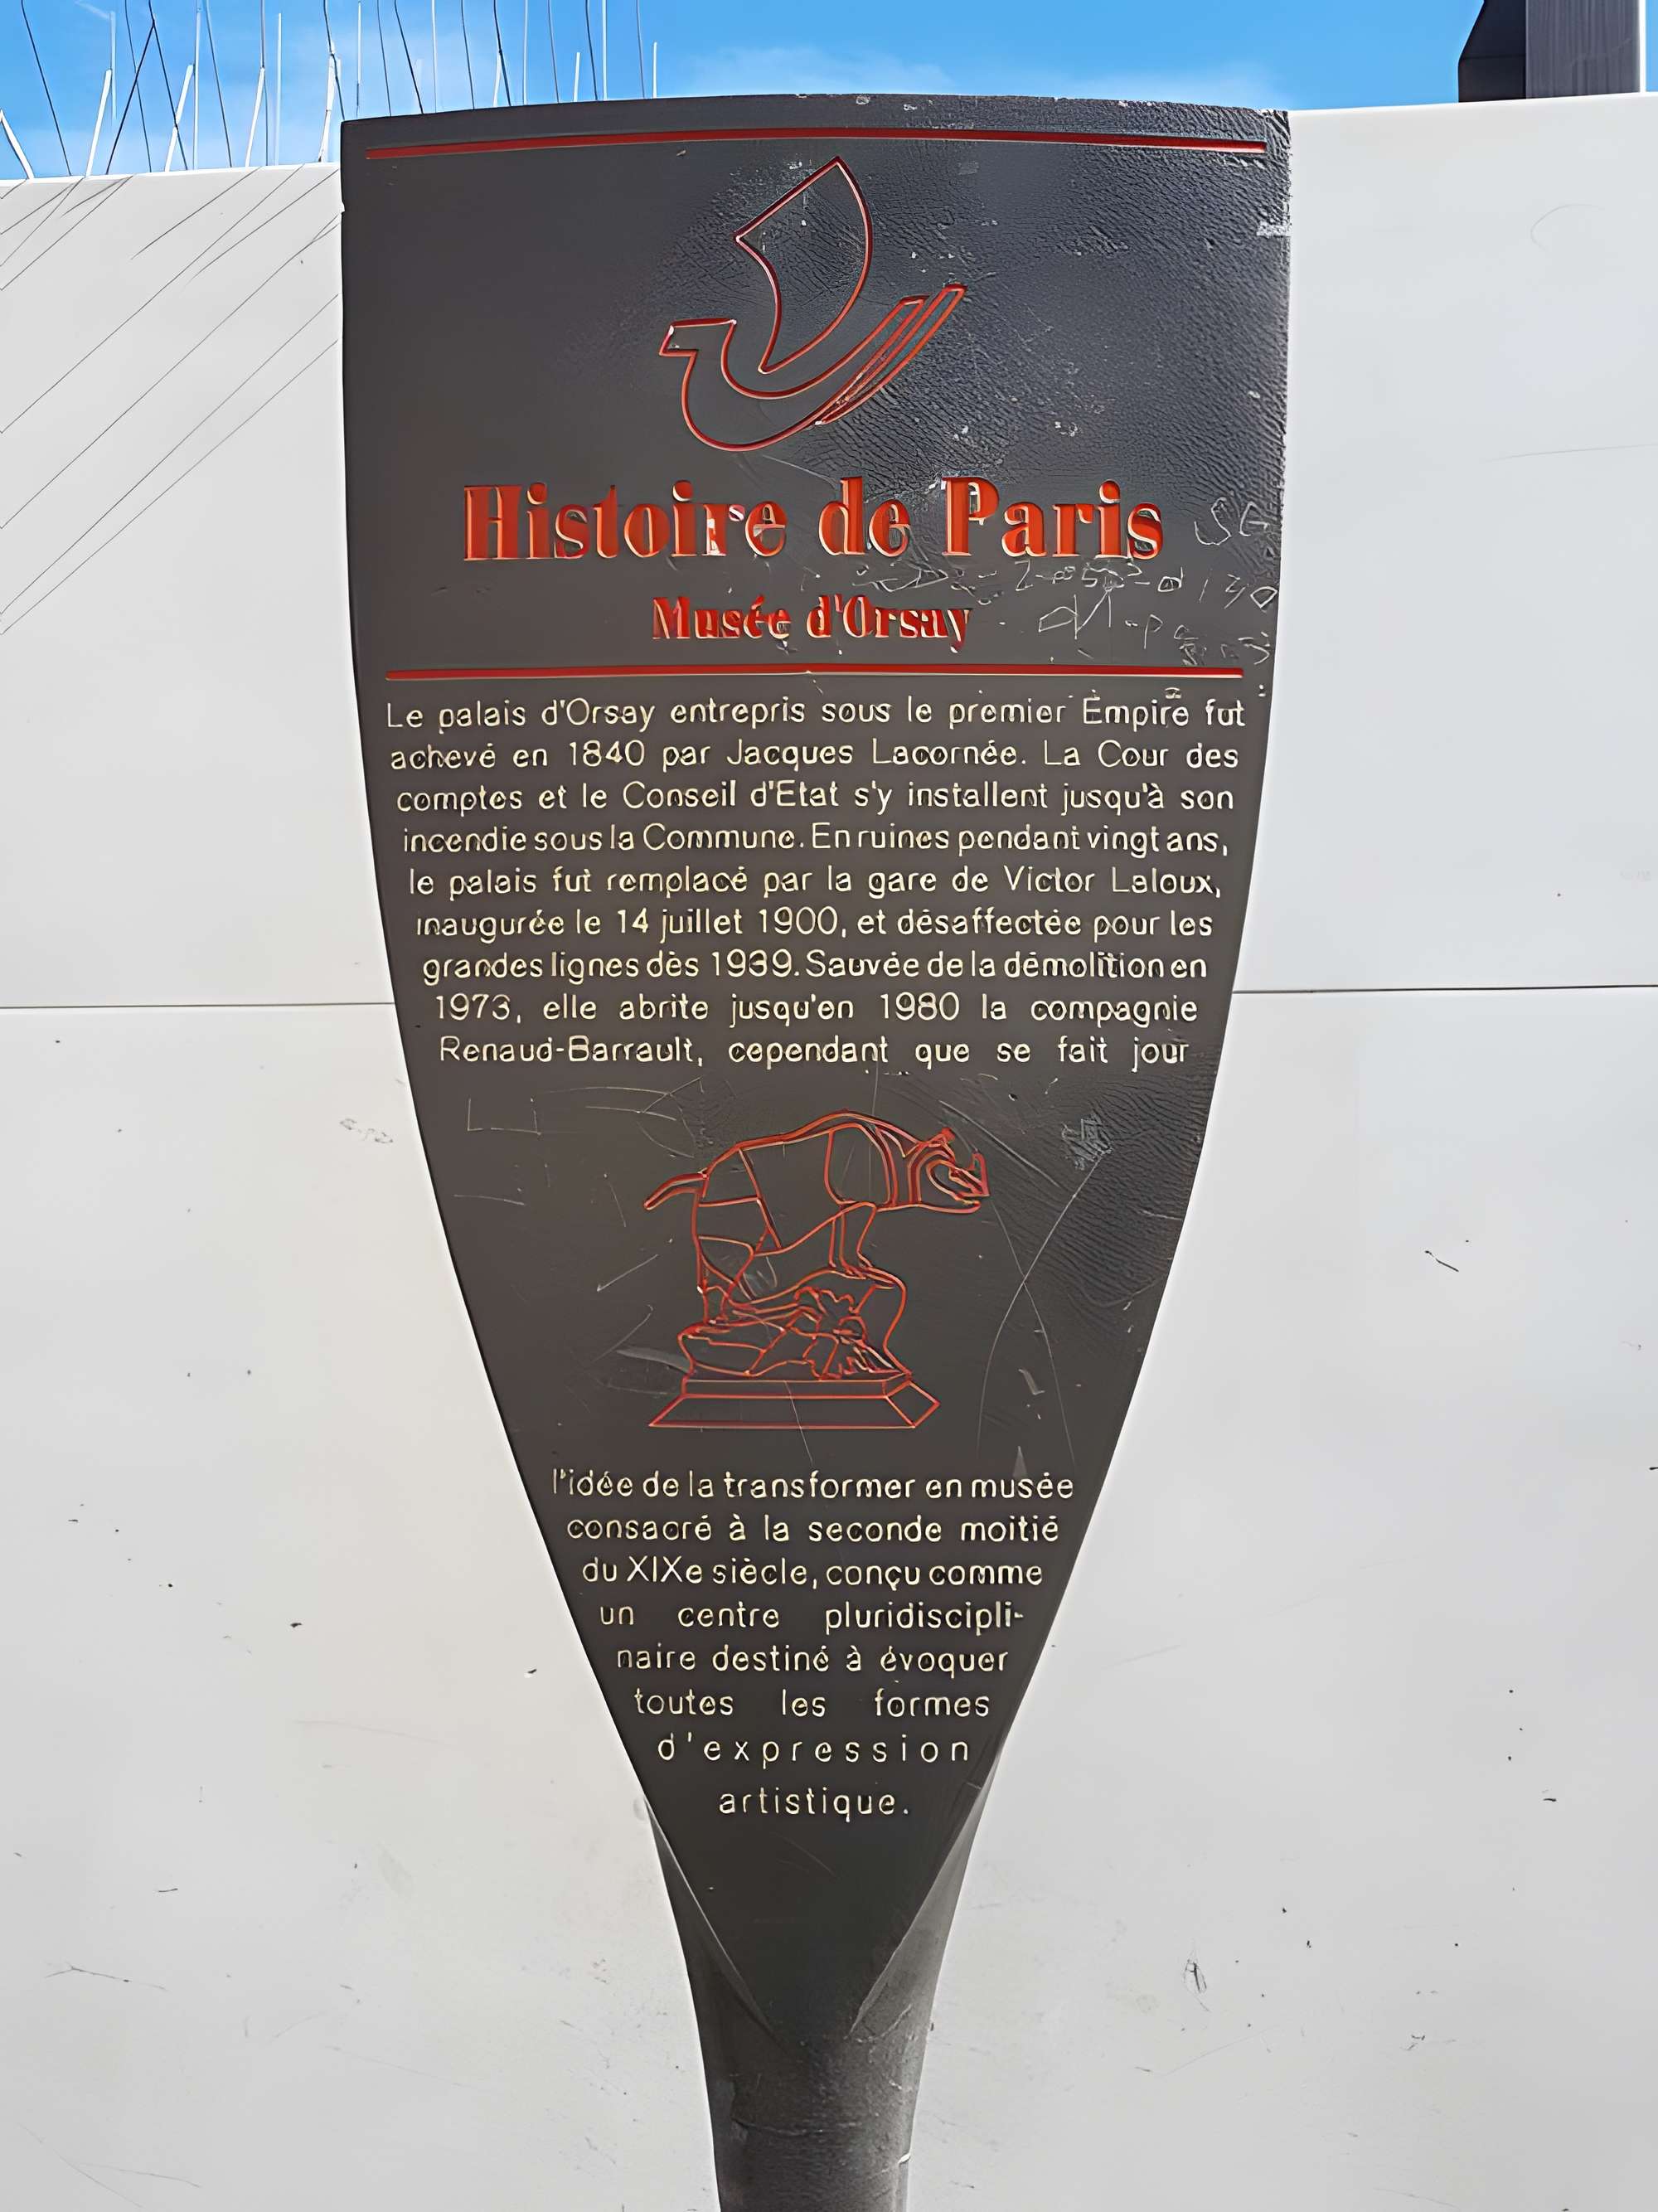 Histoire de Paris
Musée d'Orsay
Le palais d'Orsay entrepris sous le premier Empire fut
achevé en 1840 par Jacques Lacornée. La Cour des
comptes et le Conseil d'Etat s'y installent jusqu'à son
incendie sous la Commune. En ruines pendant vingt ans,
le palais fut remplacé par la gare de Victor Laloux,
inaugurée le 14 juillet 1900, et désaffectée pour les
grandes lignes dès 1939. Sauvée de la démolition en
1973, elle abrite jusqu'en 1980 la compagnie
Renaud-Barrault, cependant que se fait jour
l'idée de la transformer en musée
consacré à la seconde moitié
du XIXe siècle, conçu comme
un centre pluridiscipli-
naire destiné à évoquer
toutes les formes
d'expression
artistique.